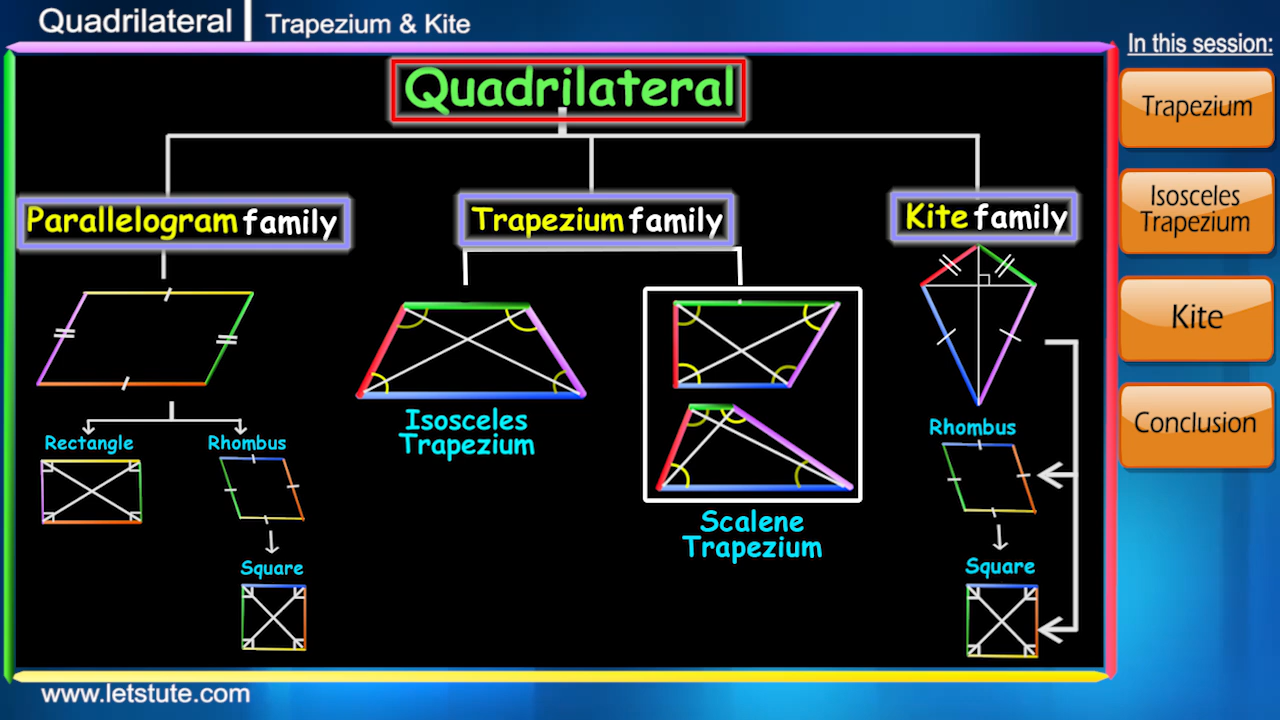 Quadrilateral | Trapezium & Kite
In this session:
Quadrilateral
Trapezium
Isosceles
Trapezium
Kite
Conclusion
Parallelogram family
Trapezium family
Kite family
Rectangle
Rhombus
Square
Isosceles
Trapezium
Scalene
Trapezium
Rhombus
Square
www.letstute.com